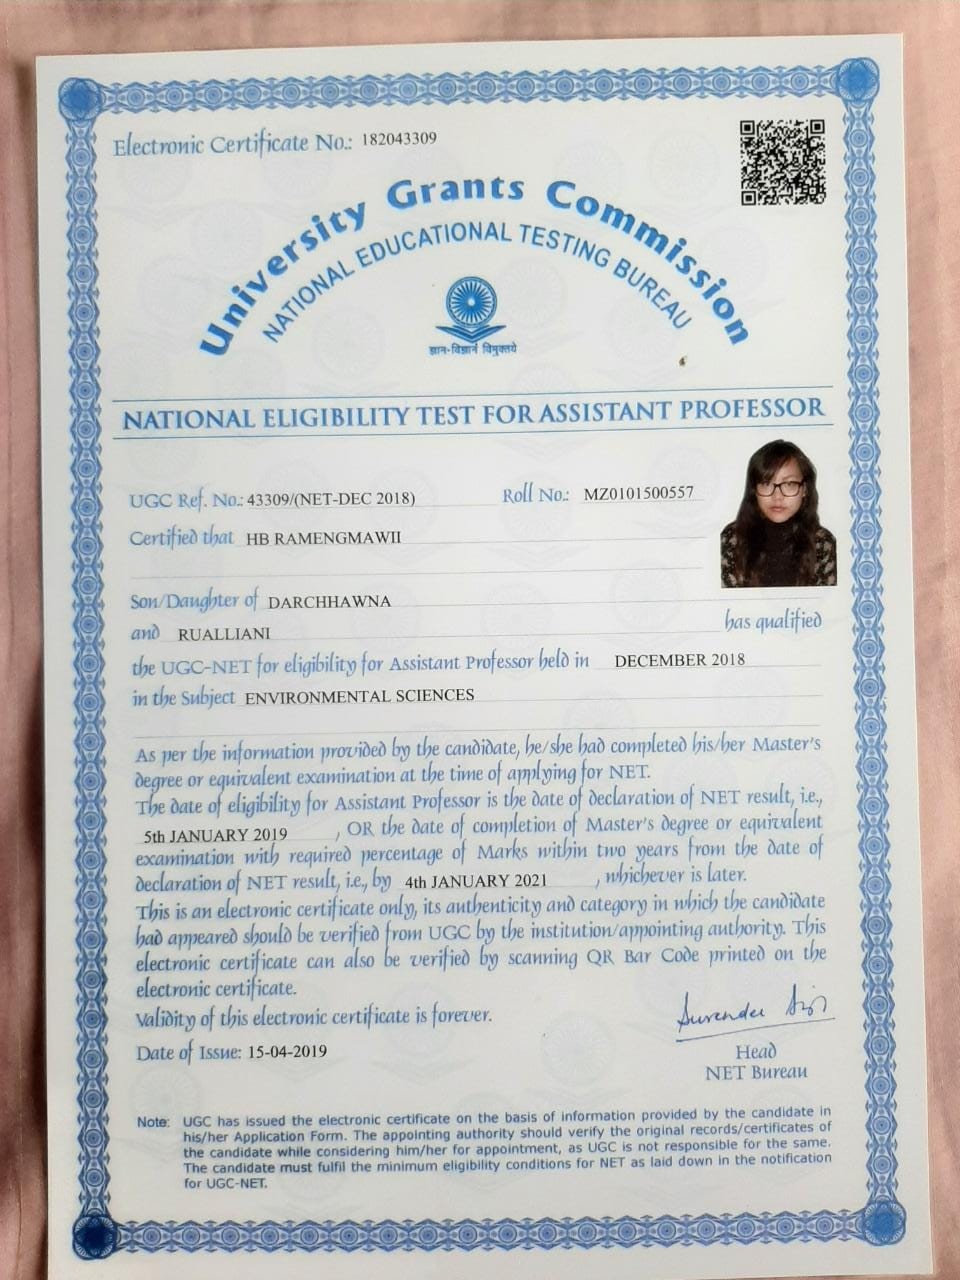 Electronic Certificate No.: 182043309
University Grants Commission
NATIONAL EDUCATIONAL TESTING BUREAU
ज्ञान-विज्ञानं विमुक्तये
NATIONAL ELIGIBILITY TEST FOR ASSISTANT PROFESSOR
UGC Ref. No.: 43309/(NET-DEC 2018) Roll No.: MZ0101500557
Certified that HB RAMENGMAWII
Son/Daughter of DARCHHAWNA
and RUALLIANI has qualified
the UGC-NET for eligibility for Assistant Professor held in DECEMBER 2018
in the Subject ENVIRONMENTAL SCIENCES
As per the information provided by the candidate, he/she had completed his/her Master's
degree or equivalent examination at the time of applying for NET.
The date of eligibility for Assistant Professor is the date of declaration of NET result, i.e.,
5th JANUARY 2019 , OR the date of completion of Master's degree or equivalent
examination with required percentage of Marks within two years from the date of
declaration of NET result, i.e., by 4th JANUARY 2021 , whichever is later.
This is an electronic certificate only, its authenticity and category in which the candidate
had appeared should be verified from UGC by the institution/appointing authority. This
electronic certificate can also be verified by scanning QR Bar Code printed on the
electronic certificate.
Validity of this electronic certificate is forever.
Surender Singh
Date of Issue: 15-04-2019
Head
NET Bureau
Note: UGC has issued the electronic certificate on the basis of information provided by the candidate in
his/her Application Form. The appointing authority should verify the original records/certificates of
the candidate while considering him/her for appointment, as UGC is not responsible for the same.
The candidate must fulfil the minimum eligibility conditions for NET as laid down in the notification
for UGC-NET.